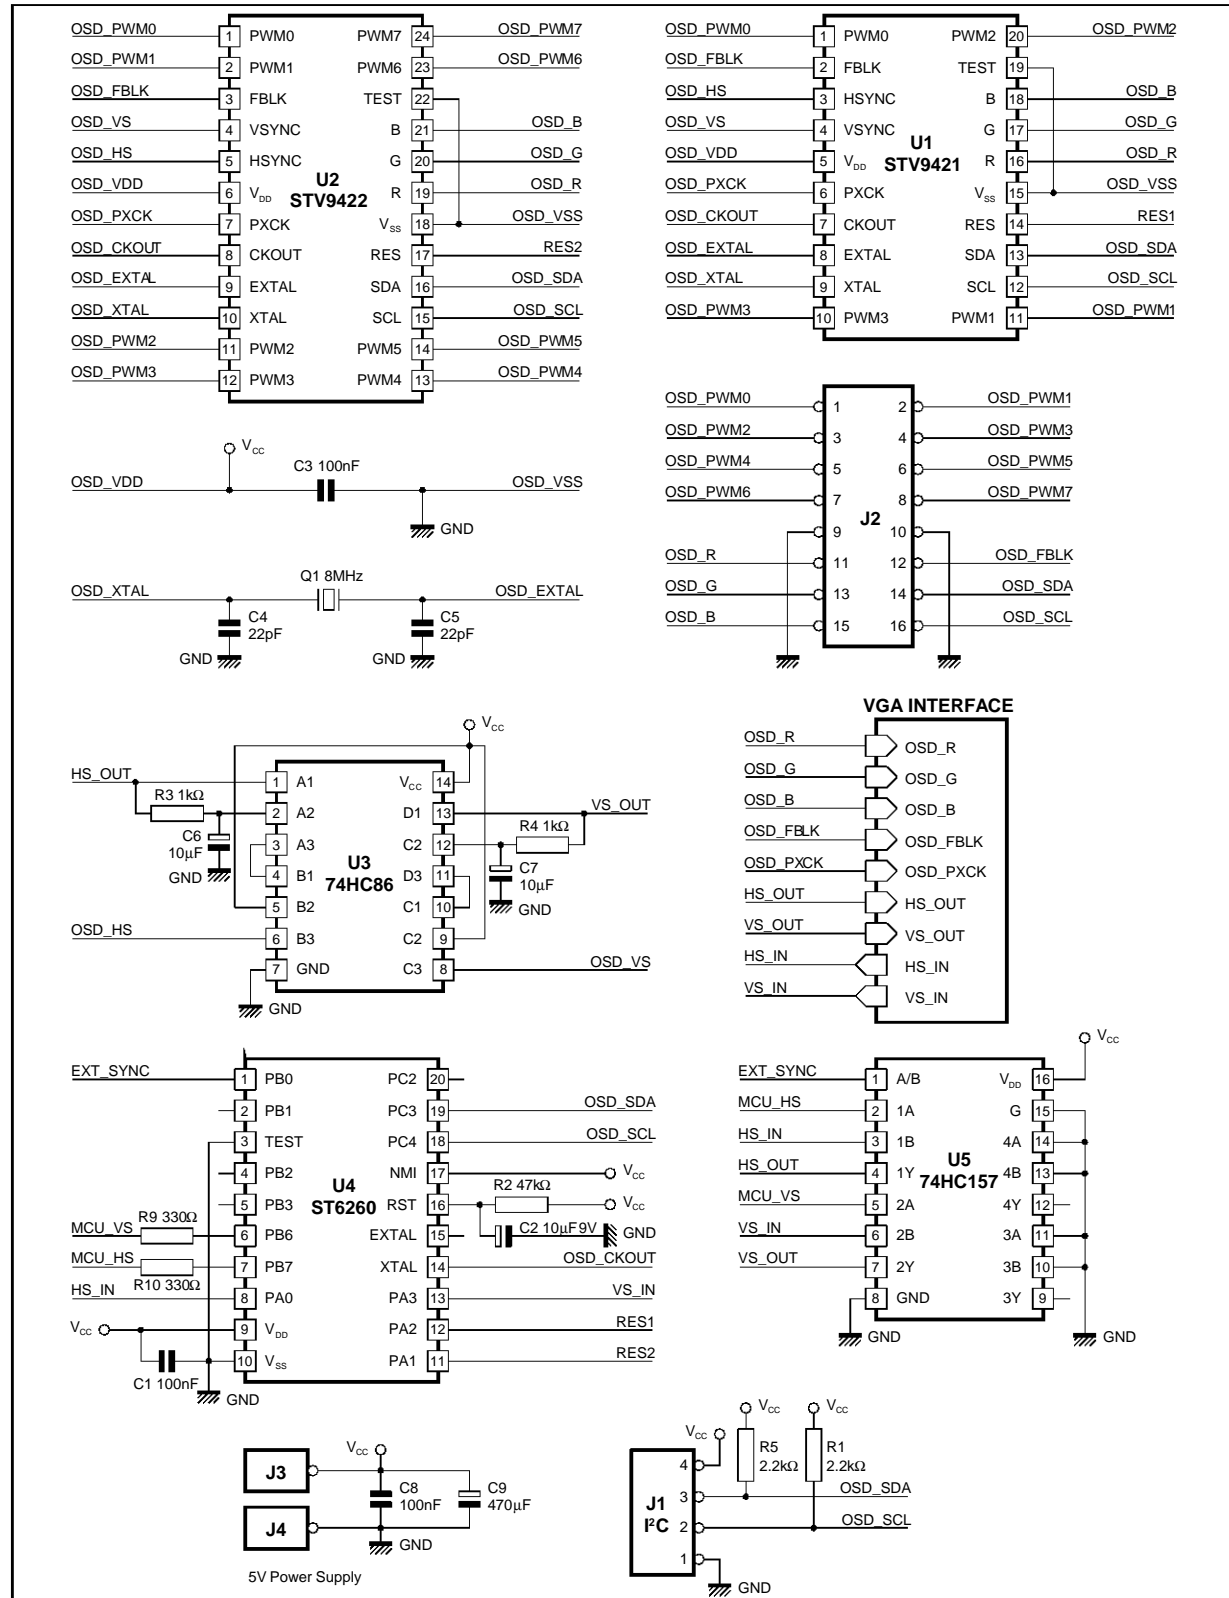 OSD_PWM0 1 PWM0 PWM7 24 OSD_PWM7
OSD_PWM1 2 PWM1 PWM6 23 OSD_PWM6
OSD_FBLK 3 FBLK TEST 22
OSD_VS 4 VSYNC B 21 OSD_B
OSD_HS 5 HSYNC G 20 OSD_G
U2
STV9422
OSD_VDD 6 VDD R 19 OSD_R
OSD_PXCK 7 PXCK VSS 18 OSD_VSS
OSD_CKOUT 8 CKOUT RES 17 RES2
OSD_EXTAL 9 EXTAL SDA 16 OSD_SDA
OSD_XTAL 10 XTAL SCL 15 OSD_SCL
OSD_PWM2 11 PWM2 PWM5 14 OSD_PWM5
OSD_PWM3 12 PWM3 PWM4 13 OSD_PWM4
OSD_PWM0 1 PWM0 PWM2 20 OSD_PWM2
OSD_FBLK 2 FBLK TEST 19
OSD_HS 3 HSYNC B 18 OSD_B
OSD_VS 4 VSYNC G 17 OSD_G
U1
STV9421
OSD_VDD 5 VDD R 16 OSD_R
OSD_PXCK 6 PXCK VSS 15 OSD_VSS
OSD_CKOUT 7 CKOUT RES 14 RES1
OSD_EXTAL 8 EXTAL SDA 13 OSD_SDA
OSD_XTAL 9 XTAL SCL 12 OSD_SCL
OSD_PWM3 10 PWM3 PWM1 11 OSD_PWM1
VCC
C3 100nF
OSD_VDD OSD_VSS
GND
Q1 8MHz
OSD_XTAL OSD_EXTAL
C4
22pF
C5
22pF
GND GND
OSD_PWM0 1 2 OSD_PWM1
OSD_PWM2 3 4 OSD_PWM3
OSD_PWM4 5 6 OSD_PWM5
OSD_PWM6 7 8 OSD_PWM7
J2
9 10
OSD_R 11 12 OSD_FBLK
OSD_G 13 14 OSD_SDA
OSD_B 15 16 OSD_SCL
VCC
HS_OUT 1 A1 VCC 14
R3 1kΩ 2 A2 D1 13 VS_OUT
C6
10µF
GND
3 A3 C2 12 R4 1kΩ
C7
10µF
GND
U3
74HC86
4 B1 D3 11
5 B2 C1 10
OSD_HS 6 B3 C2 9
7 GND C3 8 OSD_VS
GND
VGA INTERFACE
OSD_R OSD_R
OSD_G OSD_G
OSD_B OSD_B
OSD_FBLK OSD_FBLK
OSD_PXCK OSD_PXCK
HS_OUT HS_OUT
VS_OUT VS_OUT
HS_IN HS_IN
VS_IN VS_IN
EXT_SYNC 1 PB0 PC2 20
2 PB1 PC3 19 OSD_SDA
3 TEST PC4 18 OSD_SCL
4 PB2 NMI 17 VCC
U4
ST6260
5 PB3 RST 16 R2 47kΩ VCC
MCU_VS R9 330Ω 6 PB6 EXTAL 15 C2 10µF 9V GND
MCU_HS R10 330Ω 7 PB7 XTAL 14 OSD_CKOUT
HS_IN 8 PA0 PA3 13 VS_IN
VCC 9 VDD PA2 12 RES1
C1 100nF 10 VSS PA1 11 RES2
GND
VCC
EXT_SYNC 1 A/B VDD 16
MCU_HS 2 1A G 15
HS_IN 3 1B 4A 14
HS_OUT 4 1Y 4B 13
U5
74HC157
MCU_VS 5 2A 4Y 12
VS_IN 6 2B 3A 11
VS_OUT 7 2Y 3B 10
8 GND 3Y 9
GND GND
J3
J4
VCC
C8
100nF
C9
470µF
GND
5V Power Supply
VCC VCC VCC
R5
2.2kΩ
R1
2.2kΩ
J1
I²C
4
3 OSD_SDA
2 OSD_SCL
1
GND